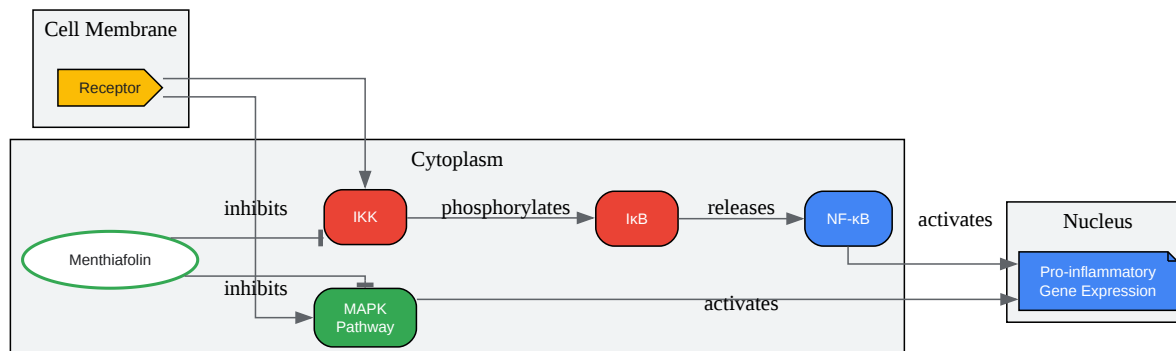 Cell Membrane
Receptor
Cytoplasm
inhibits
IKK
phosphorylates
IκB
releases
NF-κB
activates
Nucleus
Menthiafolin
inhibits
MAPK
Pathway
activates
Pro-inflammatory
Gene Expression